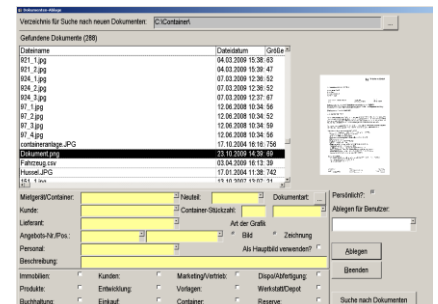 Dokumenten-Ablage
Verzeichnis für Suche nach neuen Dokumenten: C:\Container\ ...
Gefundene Dokumente (288)
Dateiname Dateidatum Größe
921_1.jpg 04.03.2009 15:38: 63
921_2.jpg 04.03.2009 15:39: 47
924_1.jpg 07.03.2009 12:36: 52
924_2.jpg 07.03.2009 12:36: 52
924_3.jpg 07.03.2009 12:37: 67
97_1.jpg 12.06.2008 10:34: 56
97_2.jpg 12.06.2008 10:34: 52
97_3.jpg 12.06.2008 10:34: 59
97_4.jpg 12.06.2008 10:34: 56
containeranlage.JPG 17.10.2004 16:16: 756
Dokument.png 23.10.2009 14:39: 69
Fahrzeug.csv 03.04.2009 16:12: 39
Hussel.JPG 17.01.2004 11:38: 742
Mietgerät/Container: Neuteil: Dokumentart: ... Persönlich?:
Kunde: Container-Stückzahl: Ablegen für Benutzer:
Lieferant: Art der Grafik
Angebots-Nr./Pos.: Bild Zeichnung
Personal: Als Hauptbild verwenden? Ablegen
Beschreibung:
Beenden
Immobilien: Kunden: Marketing/Vertrieb: Dispo/Abfertigung:
Produkte: Entwicklung: Vorlagen: Werkstatt/Depot
Buchhaltung Einkauf: Container: Reserve: Suche nach Dokumenten